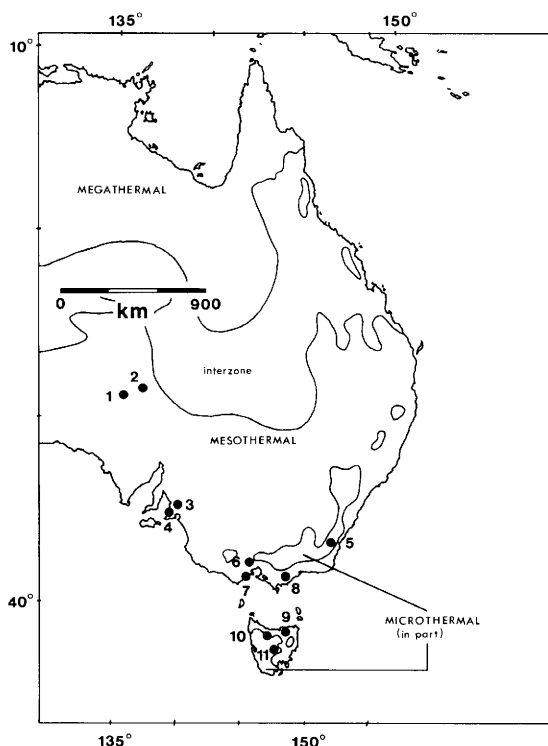 135° 150°
10°
MEGATHERMAL
0 900
km
2
interzone
1
MESOTHERMAL
3
4
5
6
7 8
40°
9
MICROTHERMAL
10
(in part)
11
135° 150°